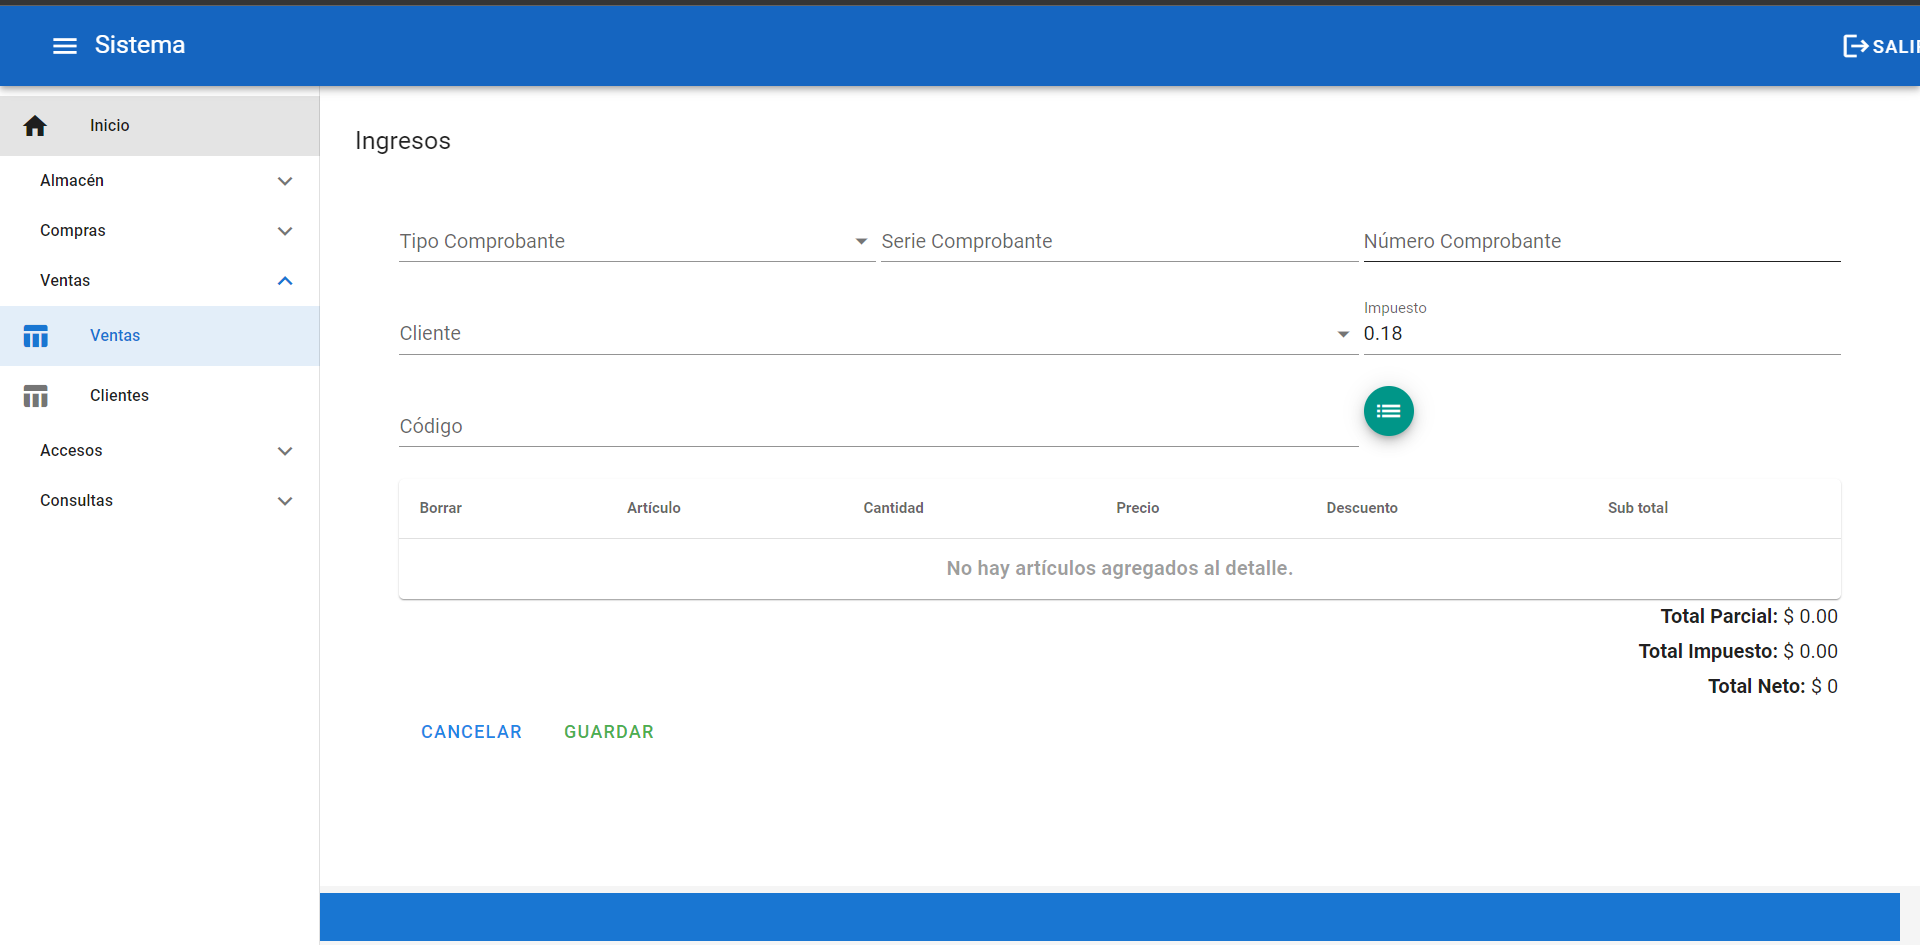 Sistema
SALI
Inicio
Almacén
Compras
Ventas
Ventas
Clientes
Accesos
Consultas
Ingresos
Tipo Comprobante
Serie Comprobante
Número Comprobante
Cliente
Impuesto
0.18
Código
Borrar Artículo Cantidad Precio Descuento Sub total
No hay artículos agregados al detalle.
Total Parcial: $ 0.00
Total Impuesto: $ 0.00
Total Neto: $ 0
CANCELAR GUARDAR